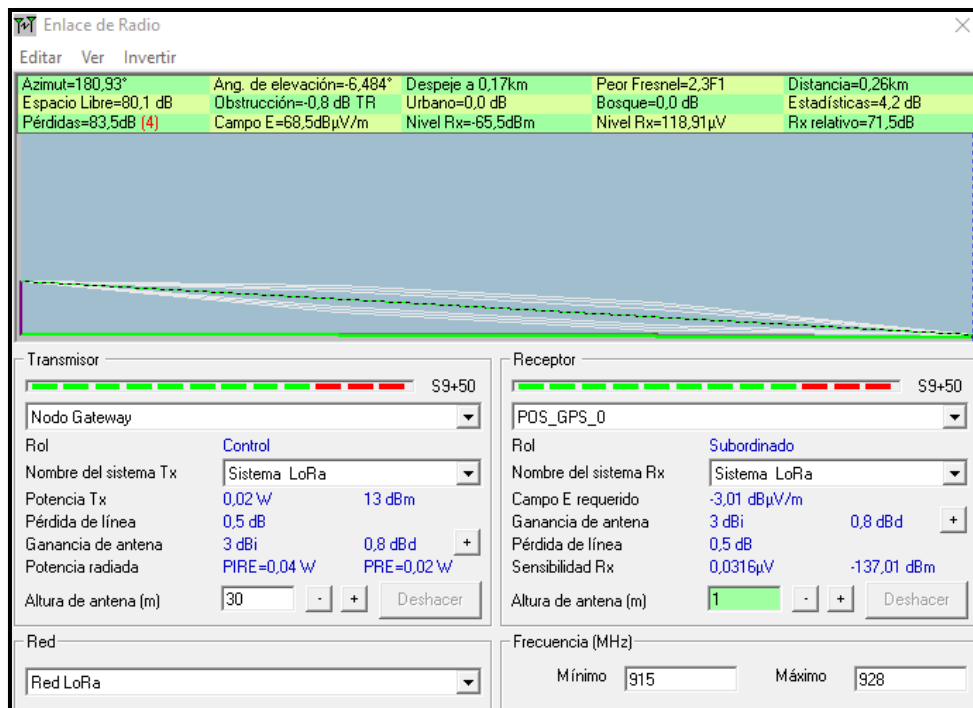 Enlace de Radio
Editar Ver Invertir
Azimut=180,93° Ang. de elevación=-6,484° Despeje a 0,17km Peor Fresnel=2,3F1 Distancia=0,26km
Espacio Libre=80,1 dB Obstrucción=-0,8 dB TR Urbano=0,0 dB Bosque=0,0 dB Estadísticas=4,2 dB
Pérdidas=83,5dB (4) Campo E=68,5dBµV/m Nivel Rx=-65,5dBm Nivel Rx=118,91µV Rx relativo=71,5dB
Transmisor
S9+50
Nodo Gateway
Rol Control
Nombre del sistema Tx Sistema LoRa
Potencia Tx 0,02 W 13 dBm
Pérdida de línea 0,5 dB
Ganancia de antena 3 dBi 0,8 dBd +
Potencia radiada PIRE=0,04 W PRE=0,02 W
Altura de antena (m) 30 - + Deshacer
Receptor
S9+50
POS_GPS_0
Rol Subordinado
Nombre del sistema Rx Sistema LoRa
Campo E requerido -3,01 dBµV/m
Ganancia de antena 3 dBi 0,8 dBd +
Pérdida de línea 0,5 dB
Sensibilidad Rx 0,0316µV -137,01 dBm
Altura de antena (m) 1 - + Deshacer
Red
Red LoRa
Frecuencia (MHz)
Mínimo 915 Máximo 928